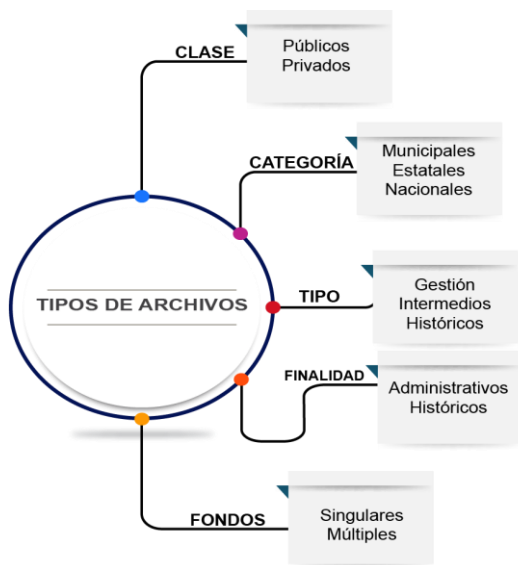 CLASE
Públicos
Privados
CATEGORÍA
Municipales
Estatales
Nacionales
TIPOS DE ARCHIVOS
TIPO
Gestión
Intermedios
Históricos
FINALIDAD
Administrativos
Históricos
FONDOS
Singulares
Múltiples